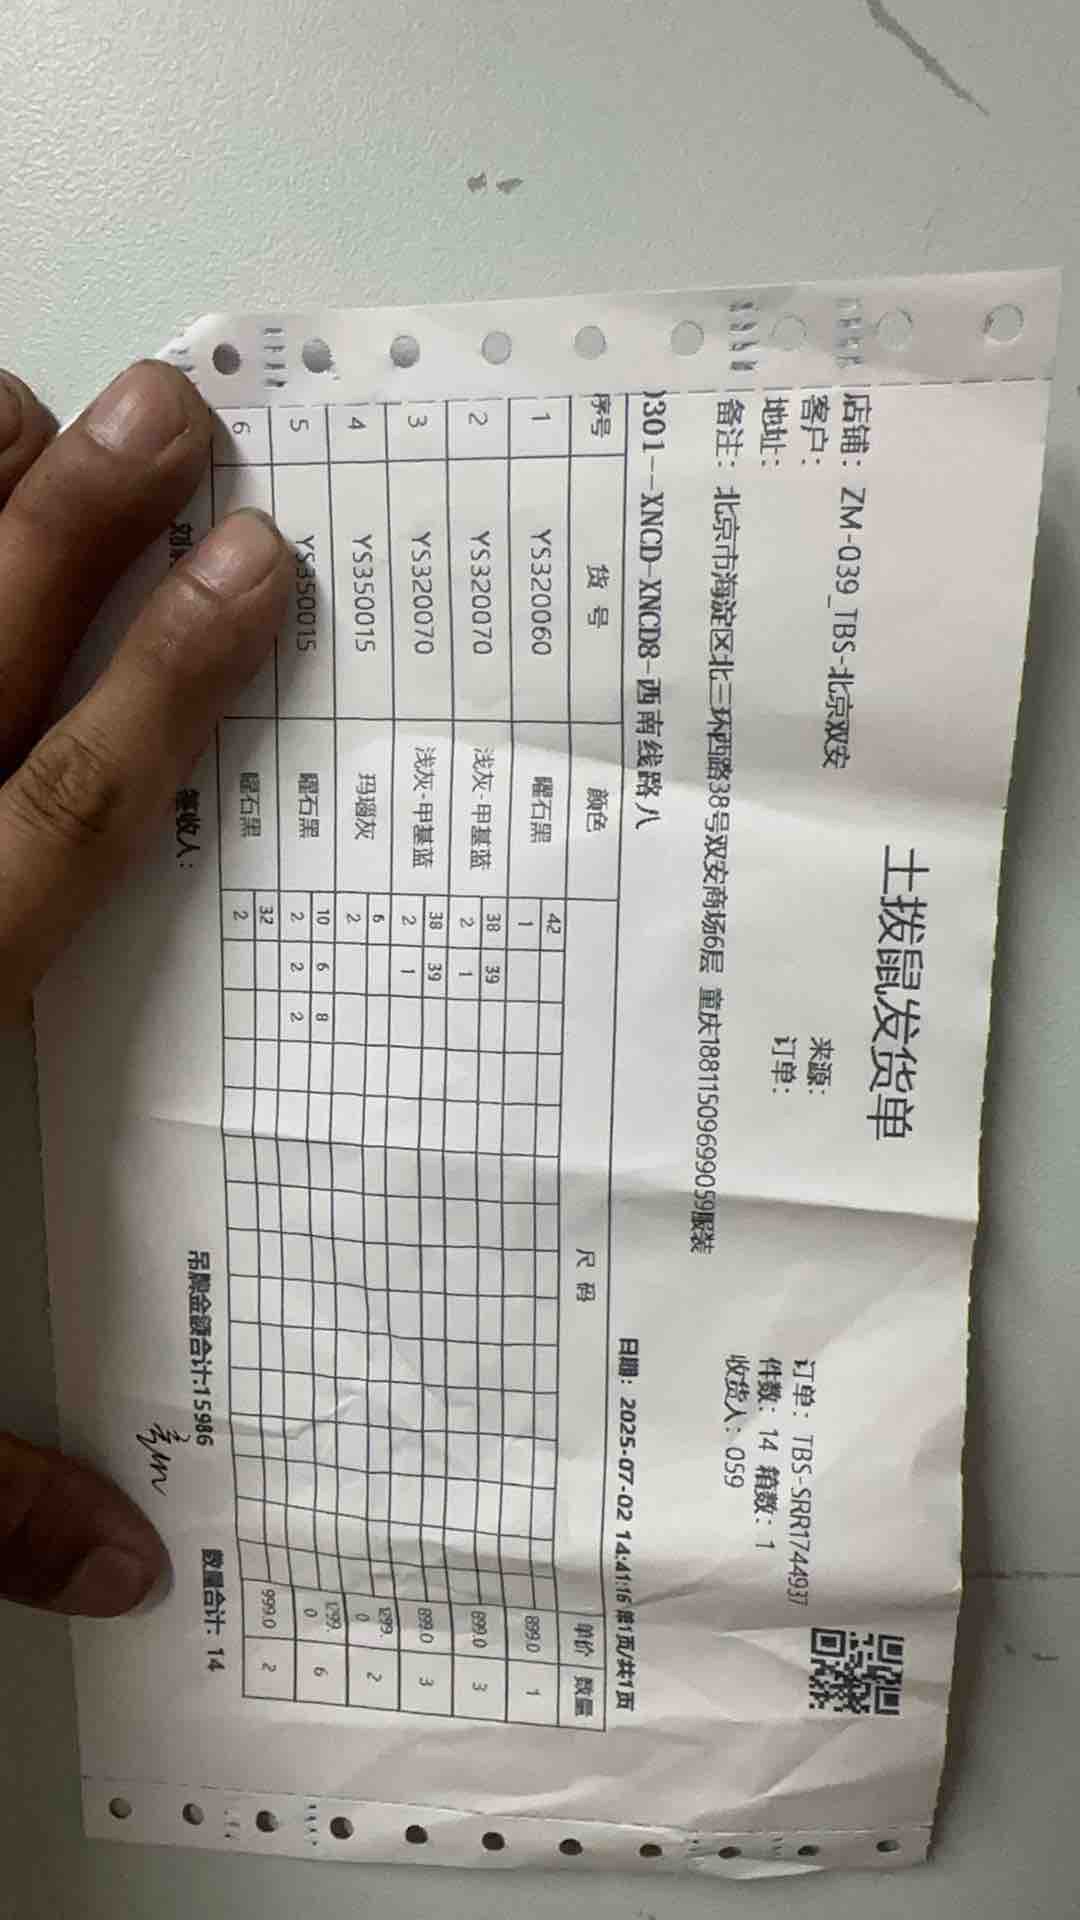 土拨鼠发货单
店铺：ZM-039_TBS-北京双安
来源：
订单：TBS-SRR1744937
客户：
订单：
件数：14 箱数：1
地址：
收货人：059
备注：北京市海淀区北三环西路38号双安商场6层 童庆18811509699059服装
)301--XNCD-XNCD8-西南线路八
日期：2025-07-02 14:41:16 第1页/共1页
序号 货号 颜色 尺码 单价 数量
1 YS320060 曜石黑 42 899.0 1
1
2 YS320070 浅灰-甲基蓝 38 39 899.0 3
2 1
3 YS320070 浅灰-甲基蓝 38 39 899.0 3
2 1
4 YS350015 玛瑙灰 6 1299.0 2
2
5 YS350015 曜石黑 10 6 8 1299.0 6
2 2 2
6 曜石黑 32 999.0 2
2
签收人：
吊牌金额合计:15986
数量合计：14